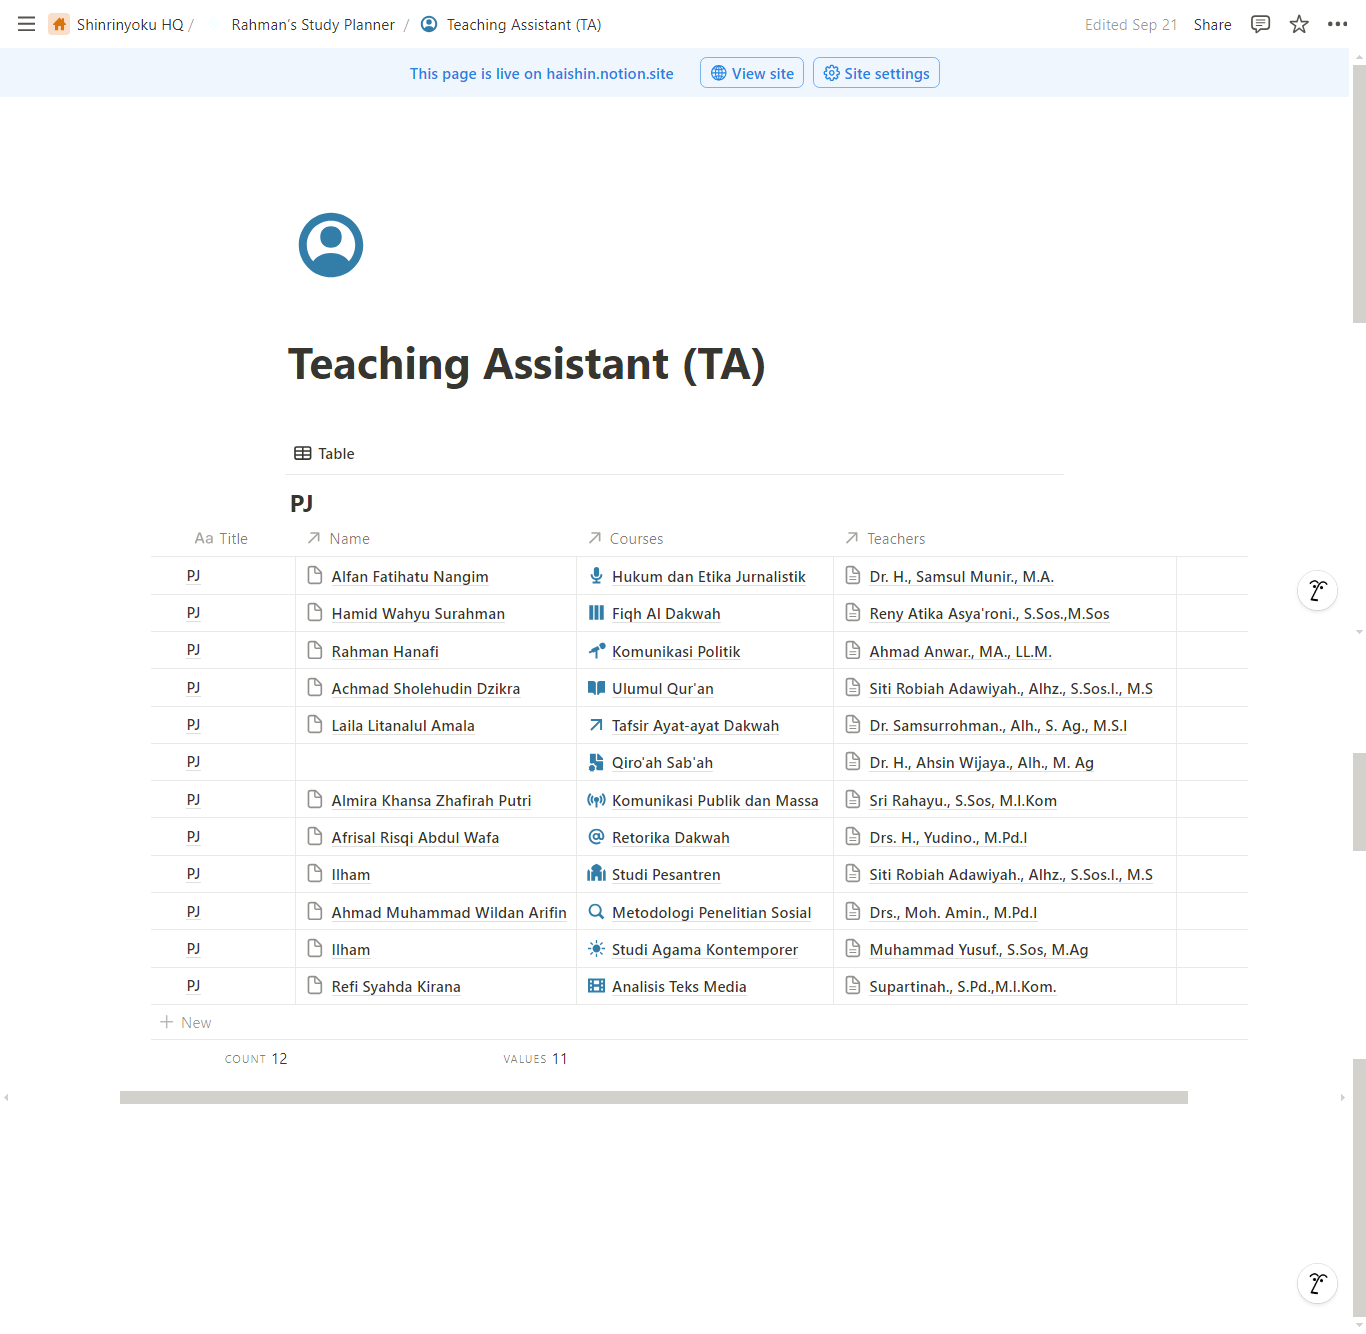 Shinrinyoku HQ / Rahman's Study Planner / Teaching Assistant (TA) Edited Sep 21 Share
This page is live on haishin.notion.site View site Site settings
Teaching Assistant (TA)
Table
PJ
Aa Title Name Courses Teachers
PJ Alfan Fatihatu Nangim Hukum dan Etika Jurnalistik Dr. H., Samsul Munir., M.A.
PJ Hamid Wahyu Surahman Fiqh Al Dakwah Reny Atika Asya'roni., S.Sos.,M.Sos
PJ Rahman Hanafi Komunikasi Politik Ahmad Anwar., MA., LL.M.
PJ Achmad Sholehudin Dzikra Ulumul Qur'an Siti Robiah Adawiyah., Alhz., S.Sos.I., M.S
PJ Laila Litanalul Amala Tafsir Ayat-ayat Dakwah Dr. Samsurrohman., Alh., S. Ag., M.S.I
PJ Qiro'ah Sab'ah Dr. H., Ahsin Wijaya., Alh., M. Ag
PJ Almira Khansa Zhafirah Putri Komunikasi Publik dan Massa Sri Rahayu., S.Sos, M.I.Kom
PJ Afrisal Risqi Abdul Wafa Retorika Dakwah Drs. H., Yudino., M.Pd.I
PJ Ilham Studi Pesantren Siti Robiah Adawiyah., Alhz., S.Sos.I., M.S
PJ Ahmad Muhammad Wildan Arifin Metodologi Penelitian Sosial Drs., Moh. Amin., M.Pd.I
PJ Ilham Studi Agama Kontemporer Muhammad Yusuf., S.Sos, M.Ag
PJ Refi Syahda Kirana Analisis Teks Media Supartinah., S.Pd.,M.I.Kom.
New
COUNT 12 VALUES 11